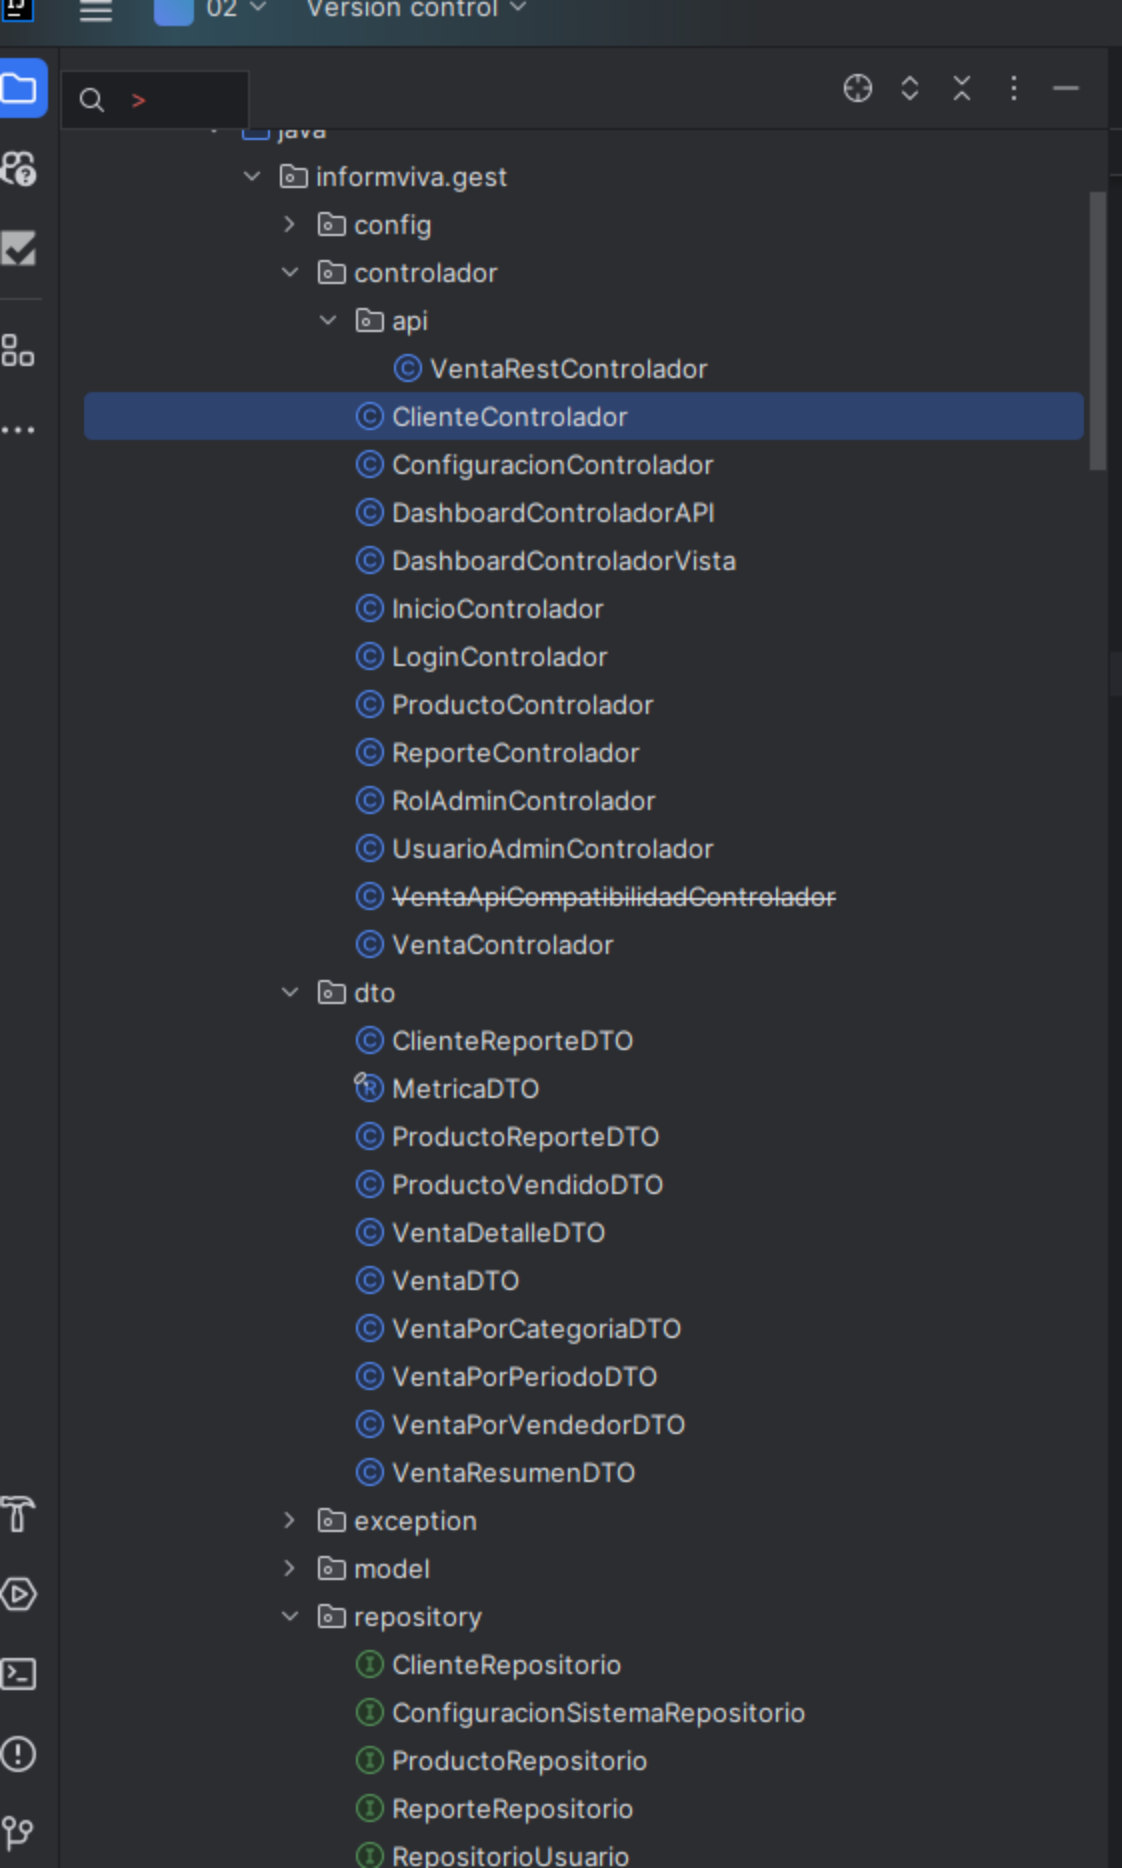 02 Version control
>
java
informviva.gest
config
controlador
api
VentaRestControlador
ClienteControlador
ConfiguracionControlador
DashboardControladorAPI
DashboardControladorVista
InicioControlador
LoginControlador
ProductoControlador
ReporteControlador
RolAdminControlador
UsuarioAdminControlador
VentaApiCompatibilidadControlador
VentaControlador
dto
ClienteReporteDTO
MetricaDTO
ProductoReporteDTO
ProductoVendidoDTO
VentaDetalleDTO
VentaDTO
VentaPorCategoriaDTO
VentaPorPeriodoDTO
VentaPorVendedorDTO
VentaResumenDTO
exception
model
repository
ClienteRepositorio
ConfiguracionSistemaRepositorio
ProductoRepositorio
ReporteRepositorio
RepositorioUsuario